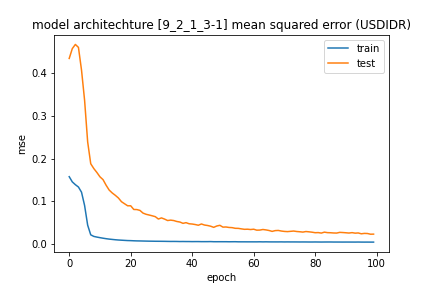 model architechture [9_2_1_3-1] mean squared error (USDIDR)
train
test
mse
0.4
0.3
0.2
0.1
0.0
0
20
40
60
80
100
epoch